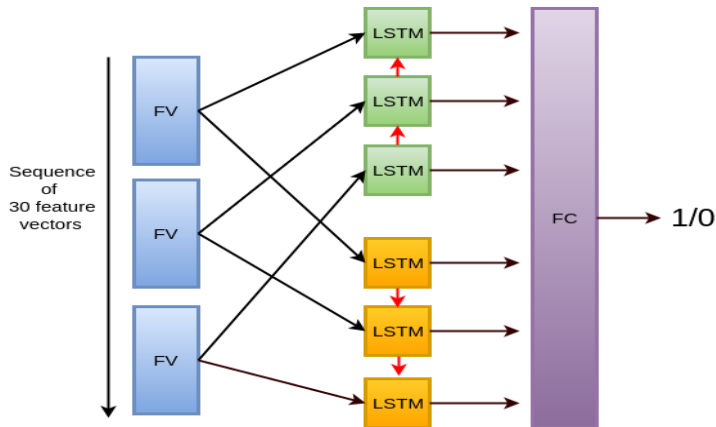 Sequence
of
30 feature
vectors
FV
FV
FV
LSTM
LSTM
LSTM
LSTM
LSTM
LSTM
FC
1/0